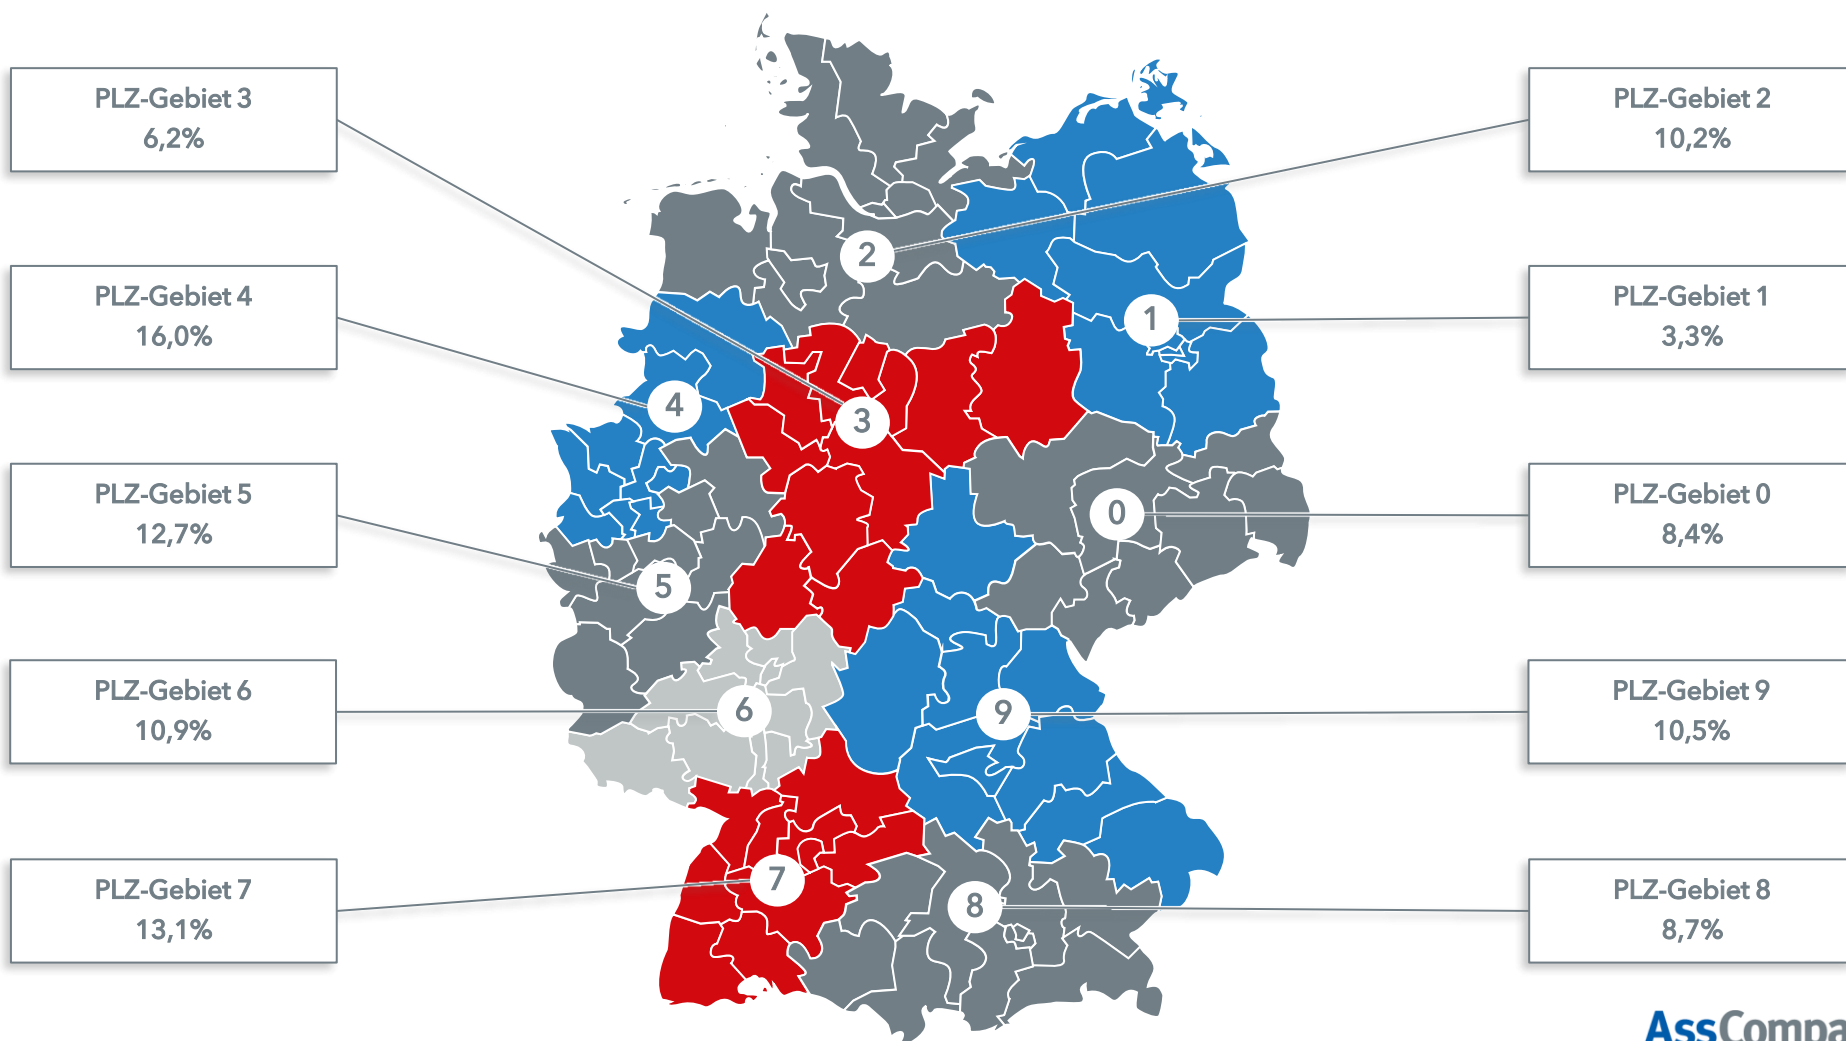 PLZ-Gebiet 3
6,2%
PLZ-Gebiet 4
16,0%
PLZ-Gebiet 5
12,7%
PLZ-Gebiet 6
10,9%
PLZ-Gebiet 7
13,1%
2
1
3
4
0
5
6
9
7
8
PLZ-Gebiet 2
10,2%
PLZ-Gebiet 1
3,3%
PLZ-Gebiet 0
8,4%
PLZ-Gebiet 9
10,5%
PLZ-Gebiet 8
8,7%
AssCompa